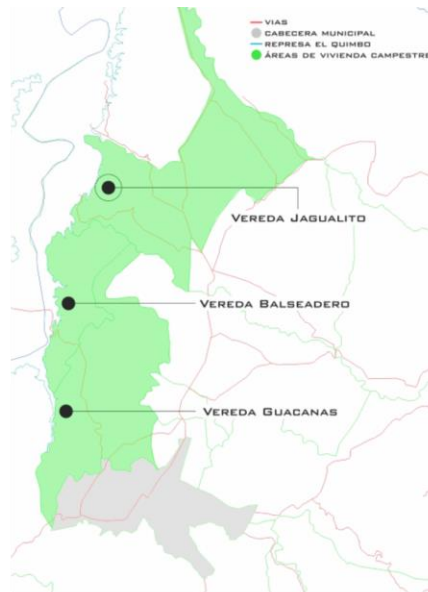 VIAS
CABECERA MUNICIPAL
REPRESA EL QUIMBO
ÁREAS DE VIVIENDA CAMPESTRE
VEREDA JAGUALITO
VEREDA BALSEADERO
VEREDA GUACANAS